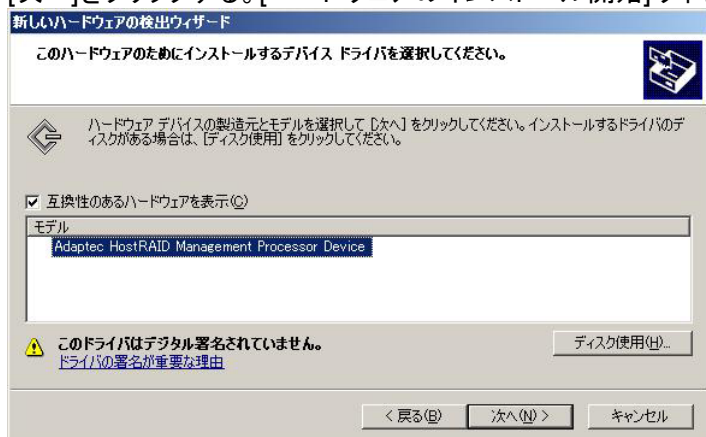 新しいハードウェアの検出ウィザード
このハードウェアのためにインストールするデバイス ドライバを選択してください。
ハードウェア デバイスの製造元とモデルを選択して [次へ] をクリックしてください。インストールするドライバのデ
ィスクがある場合は、[ディスク使用] をクリックしてください。
互換性のあるハードウェアを表示(C)
モデル
Adaptec HostRAID Management Processor Device
このドライバはデジタル署名されていません。
ディスク使用(H)...
ドライバの署名が重要な理由
< 戻る(B)
次へ(N) >
キャンセル